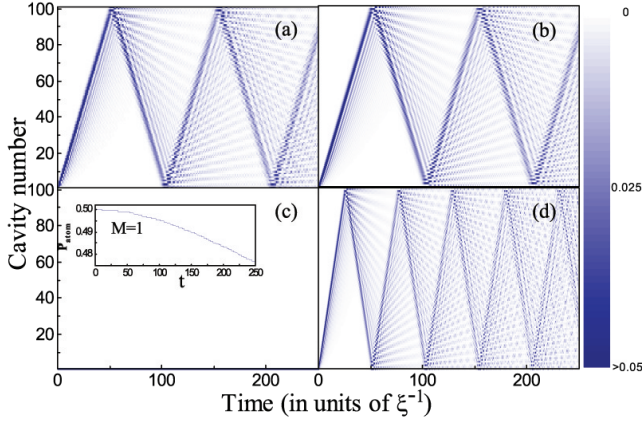 100
80
60
40
20
(a)
(b)
0
0.025
>0.05
100
80
60
40
20
0.50
0.49
0.48
P_atom
M=1
0 50 100 150 200 250
t
(c)
(d)
0 100 200
0 100 200
Cavity number
Time (in units of ξ⁻¹)